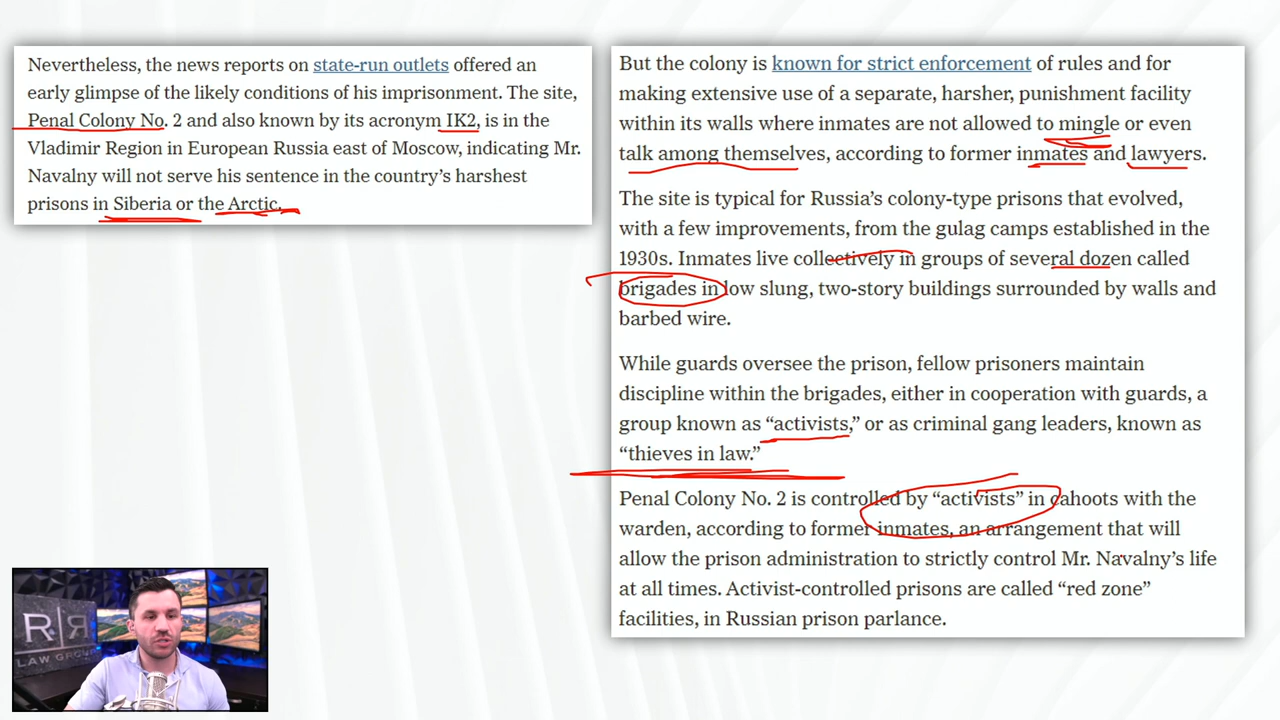 Nevertheless, the news reports on state-run outlets offered an
early glimpse of the likely conditions of his imprisonment. The site,
Penal Colony No. 2 and also known by its acronym IK2, is in the
Vladimir Region in European Russia east of Moscow, indicating Mr.
Navalny will not serve his sentence in the country’s harshest
prisons in Siberia or the Arctic.
But the colony is known for strict enforcement of rules and for
making extensive use of a separate, harsher, punishment facility
within its walls where inmates are not allowed to mingle or even
talk among themselves, according to former inmates and lawyers.
The site is typical for Russia’s colony-type prisons that evolved,
with a few improvements, from the gulag camps established in the
1930s. Inmates live collectively in groups of several dozen called
brigades in low slung, two-story buildings surrounded by walls and
barbed wire.
While guards oversee the prison, fellow prisoners maintain
discipline within the brigades, either in cooperation with guards, a
group known as “activists,” or as criminal gang leaders, known as
“thieves in law.”
Penal Colony No. 2 is controlled by “activists” in cahoots with the
warden, according to former inmates, an arrangement that will
allow the prison administration to strictly control Mr. Navalny’s life
at all times. Activist-controlled prisons are called “red zone”
facilities, in Russian prison parlance.
R|R
LAW GROUP